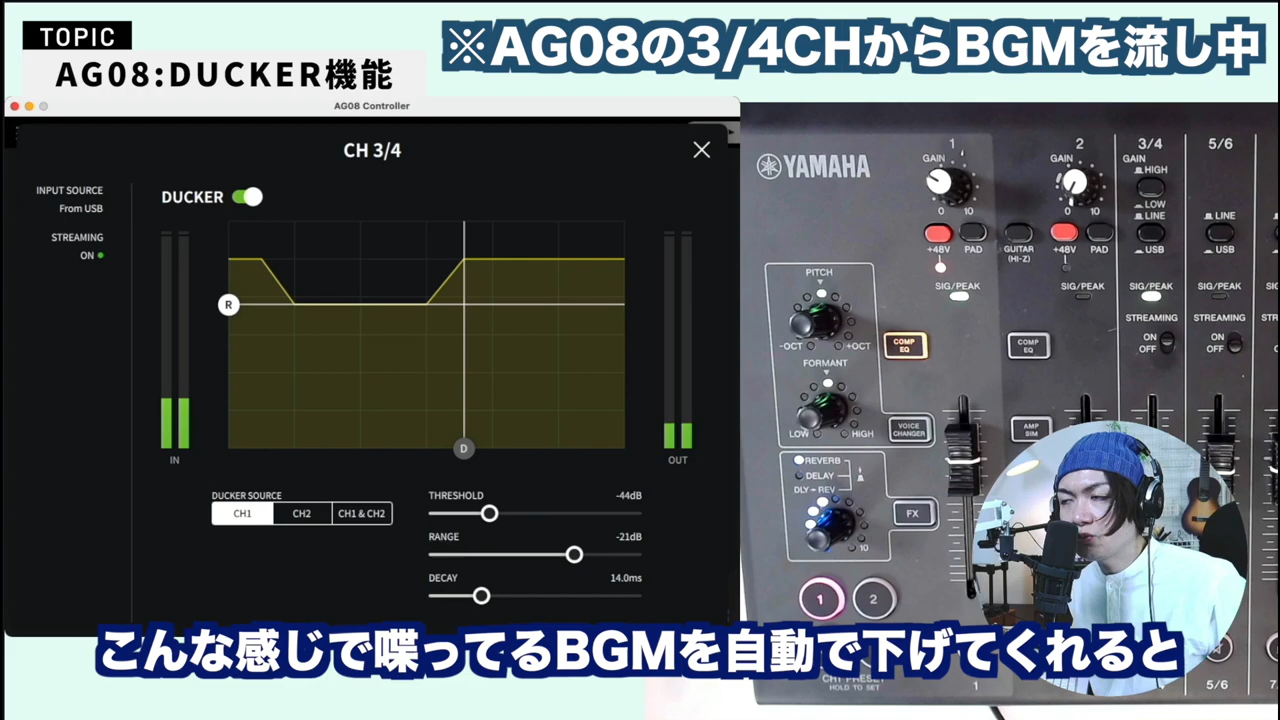 TOPIC
AG08:DUCKER機能
※AG08の3/4CHからBGMを流し中
AG08 Controller
CH 3/4
INPUT SOURCE
From USB
STREAMING
ON
DUCKER
R
D
IN
OUT
DUCKER SOURCE
CH1 CH2 CH1 & CH2
THRESHOLD -44dB
RANGE -21dB
DECAY 14.0ms
YAMAHA
1 2 3/4 5/6
GAIN GAIN GAIN
HIGH
LOW
0 10 0 10
LINE LINE
+48V PAD GUITAR +48V PAD USB USB
(HI-Z)
SIG/PEAK SIG/PEAK SIG/PEAK SIG/PEAK
STREAMING STREAMING
ON ON
OFF OFF
PITCH
-OCT +OCT
COMP
EQ
COMP
EQ
FORMANT
LOW HIGH
VOICE
CHANGER
AMP
SIM
REVERB
DELAY
DLY+REV
10
FX
1 2
こんな感じで喋ってるBGMを自動で下げてくれると
CH1 PRESET
HOLD TO SET
1 5/6